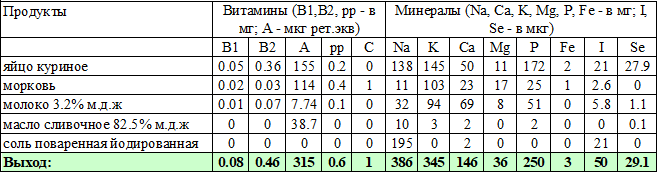 Продукты Витамины (B1,B2, pp - в мг; A - мкг рет.экв) Минералы (Na, Ca, K, Mg, P, Fe - в мг; I, Se - в мкг)
B1 B2 A pp C Na K Ca Mg P Fe I Se
яйцо куриное 0.05 0.36 155 0.2 0 138 145 50 11 172 2 21 27.9
морковь 0.02 0.03 114 0.4 1 11 103 23 17 25 1 2.6 0
молоко 3.2% м.д.ж 0.01 0.07 7.74 0.1 0 32 94 69 8 51 0 5.8 1.1
масло сливочное 82.5% м.д.ж 0 0 38.7 0 0 10 3 2 0 2 0 0 0.1
соль поваренная йодированная 0 0 0 0 0 195 0 2 0 0 0 21 0
Выход: 0.08 0.46 315 0.6 1 386 345 146 36 250 3 50 29.1